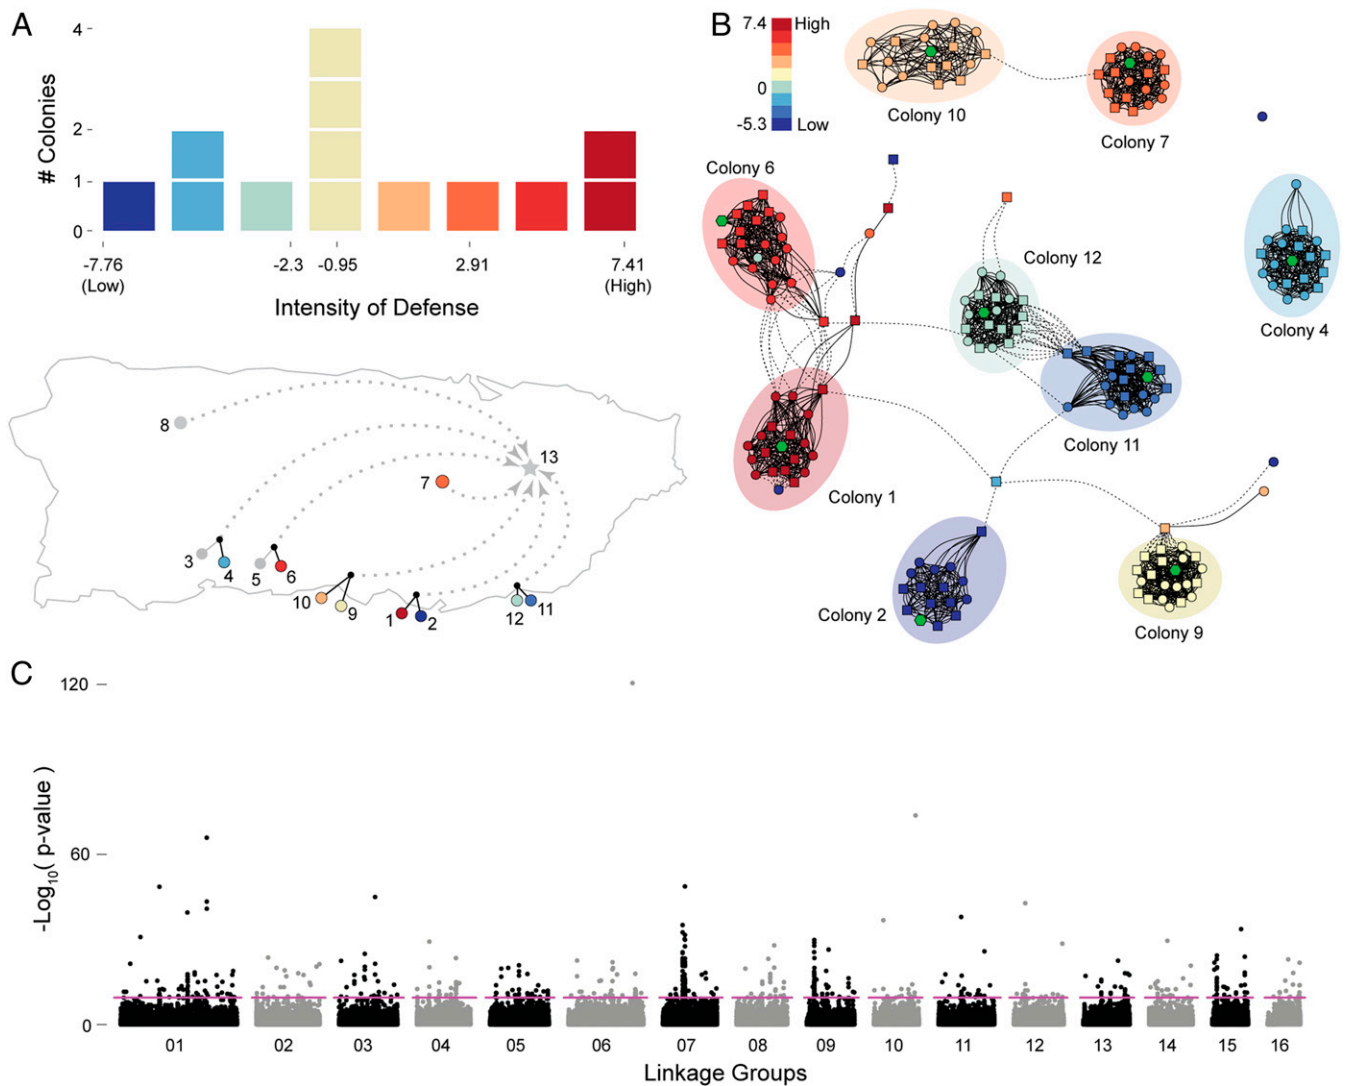 A
# Colonies
4
2
1
0
-7.76
(Low)
-2.3
-0.95
2.91
7.41
(High)
Intensity of Defense
8
13
7
3
4
5
6
10
9
1
2
12
11
B
7.4
High
0
-5.3
Low
Colony 10
Colony 7
Colony 6
Colony 12
Colony 4
Colony 11
Colony 1
Colony 2
Colony 9
C
-Log10( p-value )
120
60
0
01
02
03
04
05
06
07
08
09
10
11
12
13
14
15
16
Linkage Groups